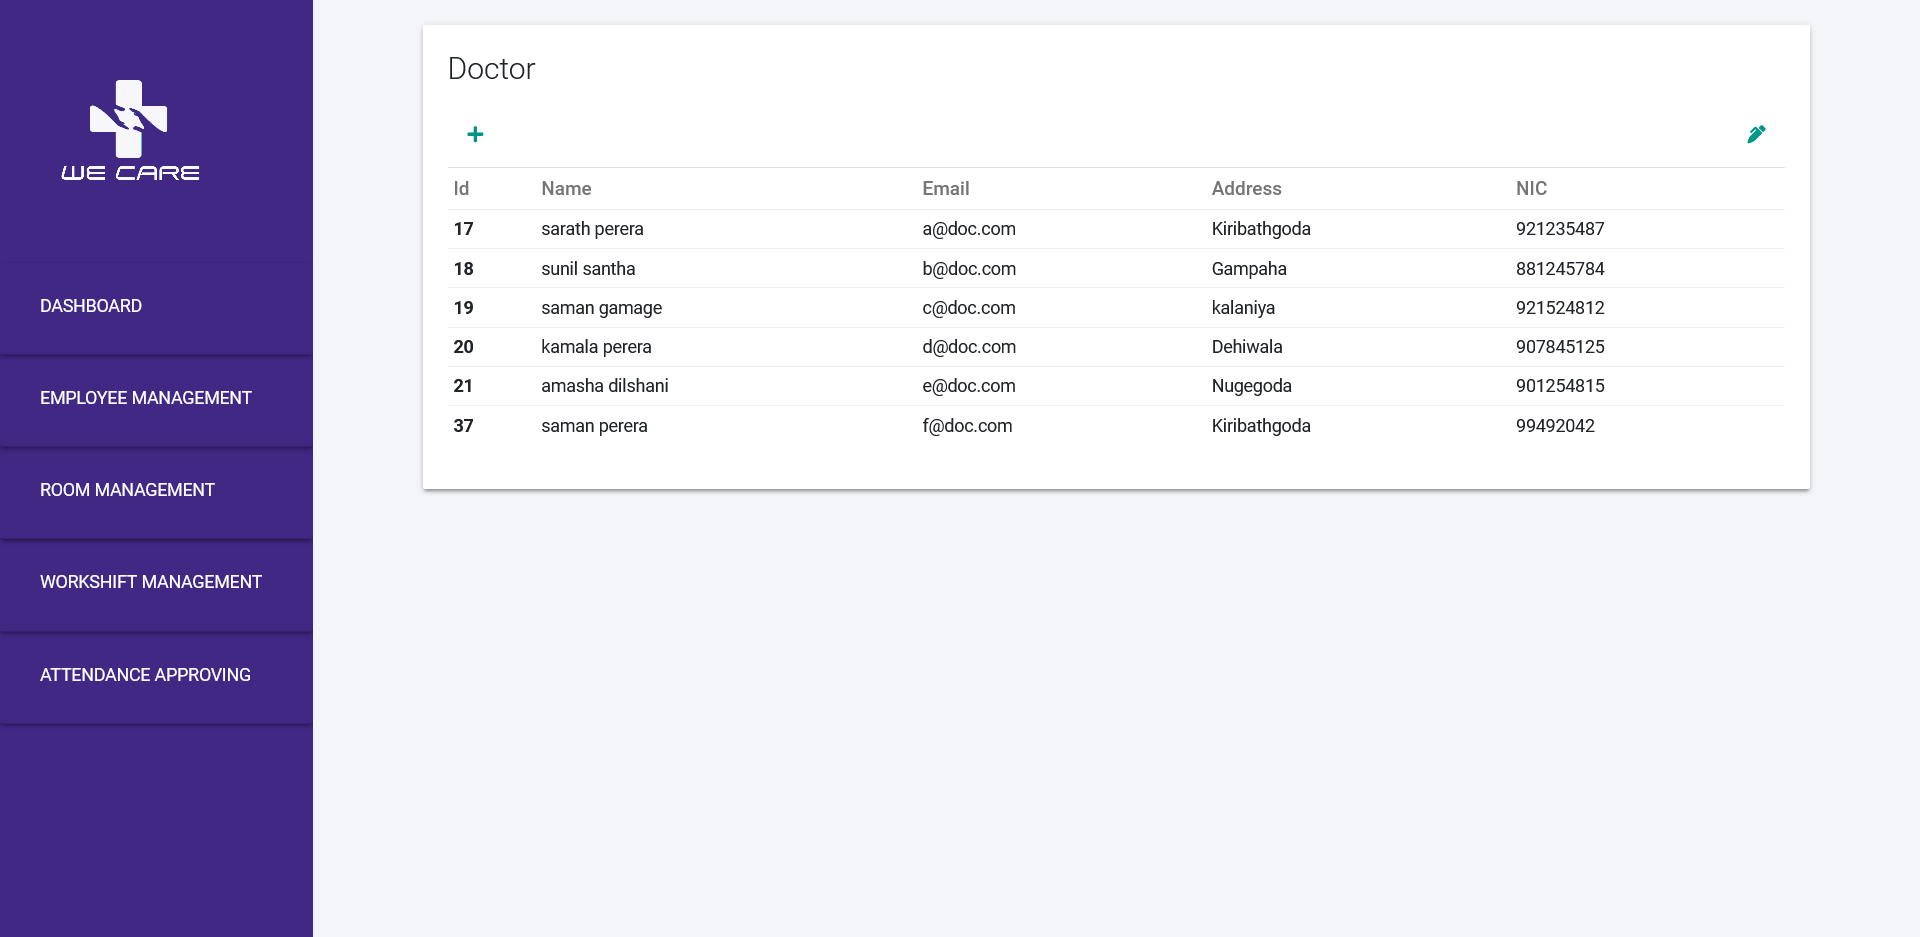 WE CARE
DASHBOARD
EMPLOYEE MANAGEMENT
ROOM MANAGEMENT
WORKSHIFT MANAGEMENT
ATTENDANCE APPROVING
Doctor
Id Name Email Address NIC
17 sarath perera a@doc.com Kiribathgoda 921235487
18 sunil santha b@doc.com Gampaha 881245784
19 saman gamage c@doc.com kalaniya 921524812
20 kamala perera d@doc.com Dehiwala 907845125
21 amasha dilshani e@doc.com Nugegoda 901254815
37 saman perera f@doc.com Kiribathgoda 99492042